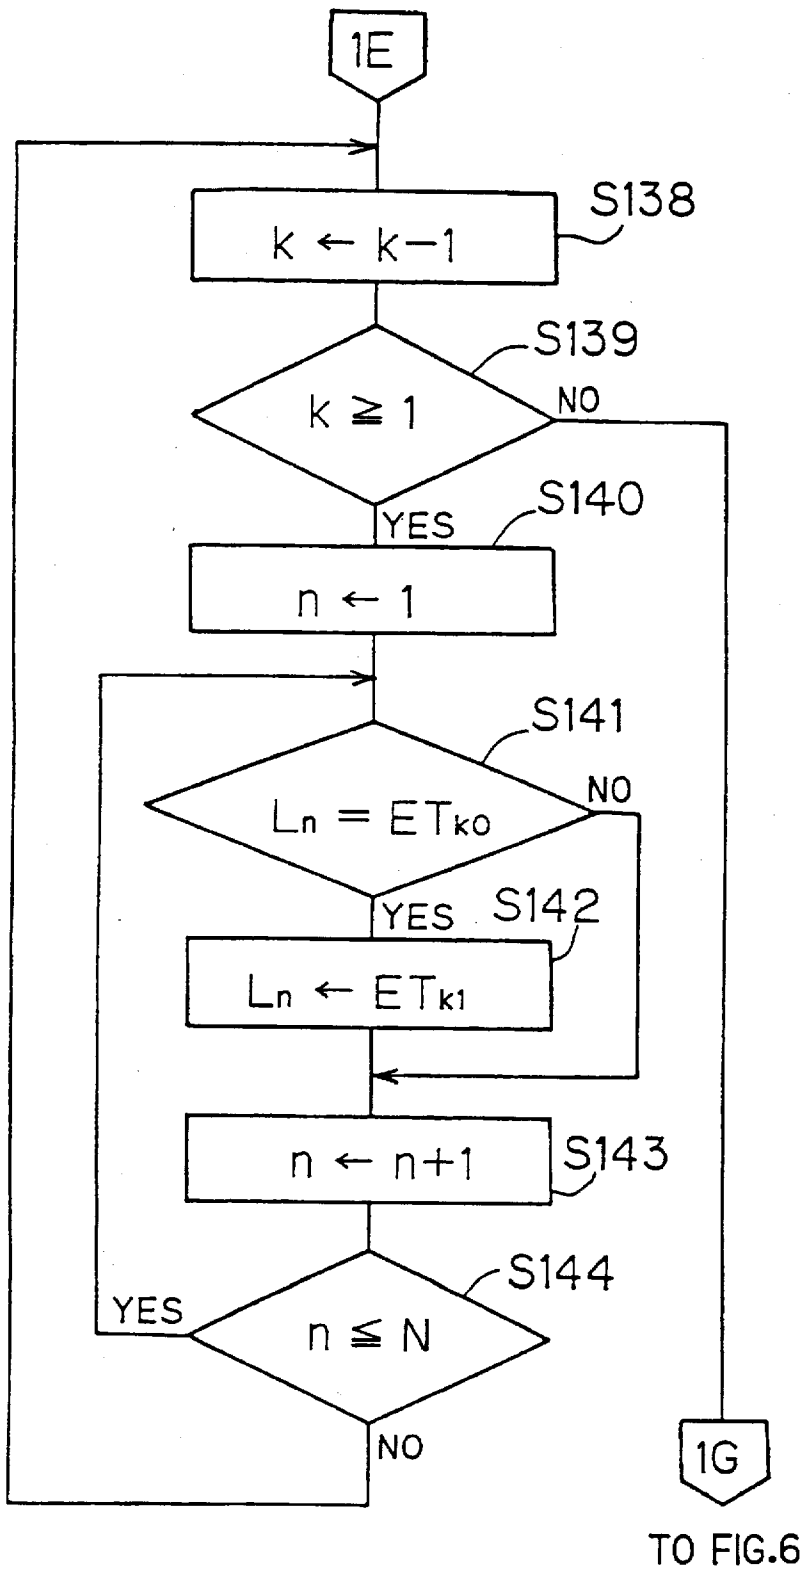 1E
S138
k ← k-1
S139
k ≧ 1
NO
S140
YES
n ← 1
S141
NO
Ln = ETk0
S142
YES
Ln ← ETk1
S143
n ← n+1
S144
YES
n ≦ N
NO
1G
TO FIG.6